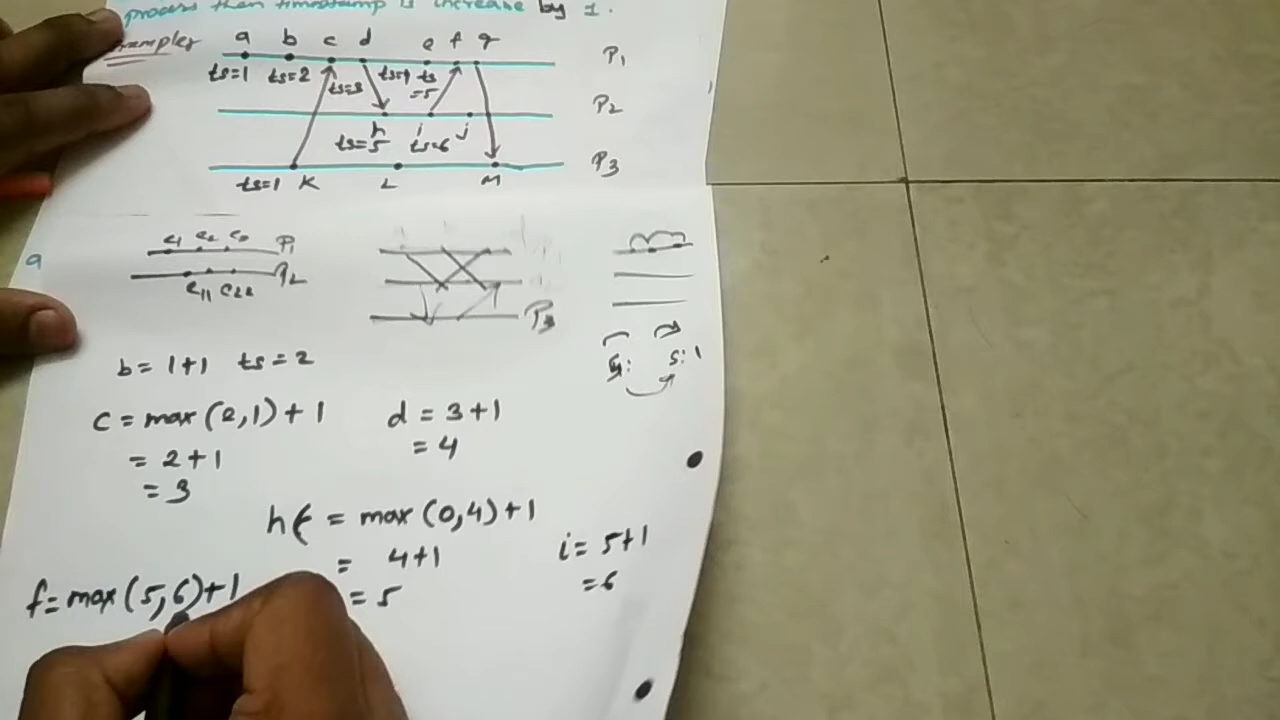 process then timestamp is increase by 1.
a b c d e f g P1
ts=1 ts=2 ts=3 ts=4 ts=5
P2
h i j
ts=5 ts=6
P3
ts=1 K L M
e1 e2 P1
a P2
e11 e22
P3
b = 1+1 ts = 2
S:1
c = max (2,1) + 1 d = 3+1
= 2+1 = 4
= 3
h = max (0,4) + 1
= 4+1 i = 5+1
= 5 = 6
f = max (5,6) + 1